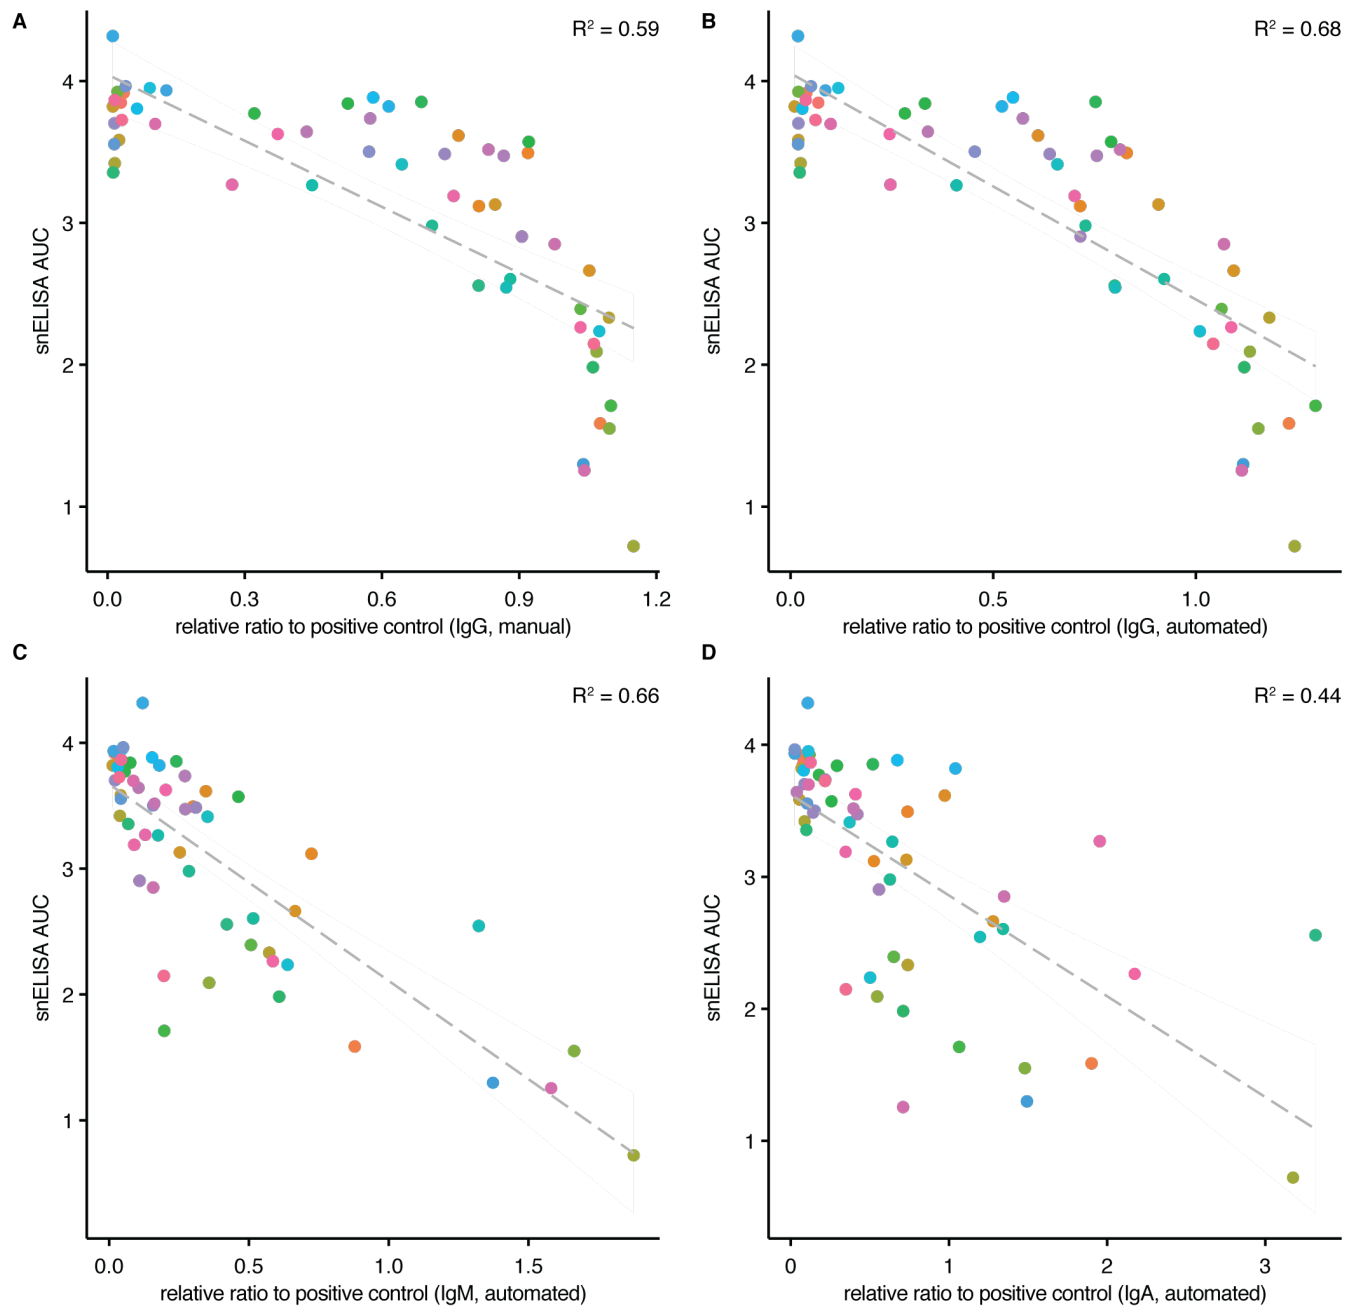 A
R² = 0.59
4
3
2
1
snELISA AUC
0.0 0.3 0.6 0.9 1.2
relative ratio to positive control (IgG, manual)
B
R² = 0.68
4
3
2
1
snELISA AUC
0.0 0.5 1.0
relative ratio to positive control (IgG, automated)
C
R² = 0.66
4
3
2
1
snELISA AUC
0.0 0.5 1.0 1.5
relative ratio to positive control (IgM, automated)
D
R² = 0.44
4
3
2
1
snELISA AUC
0 1 2 3
relative ratio to positive control (IgA, automated)